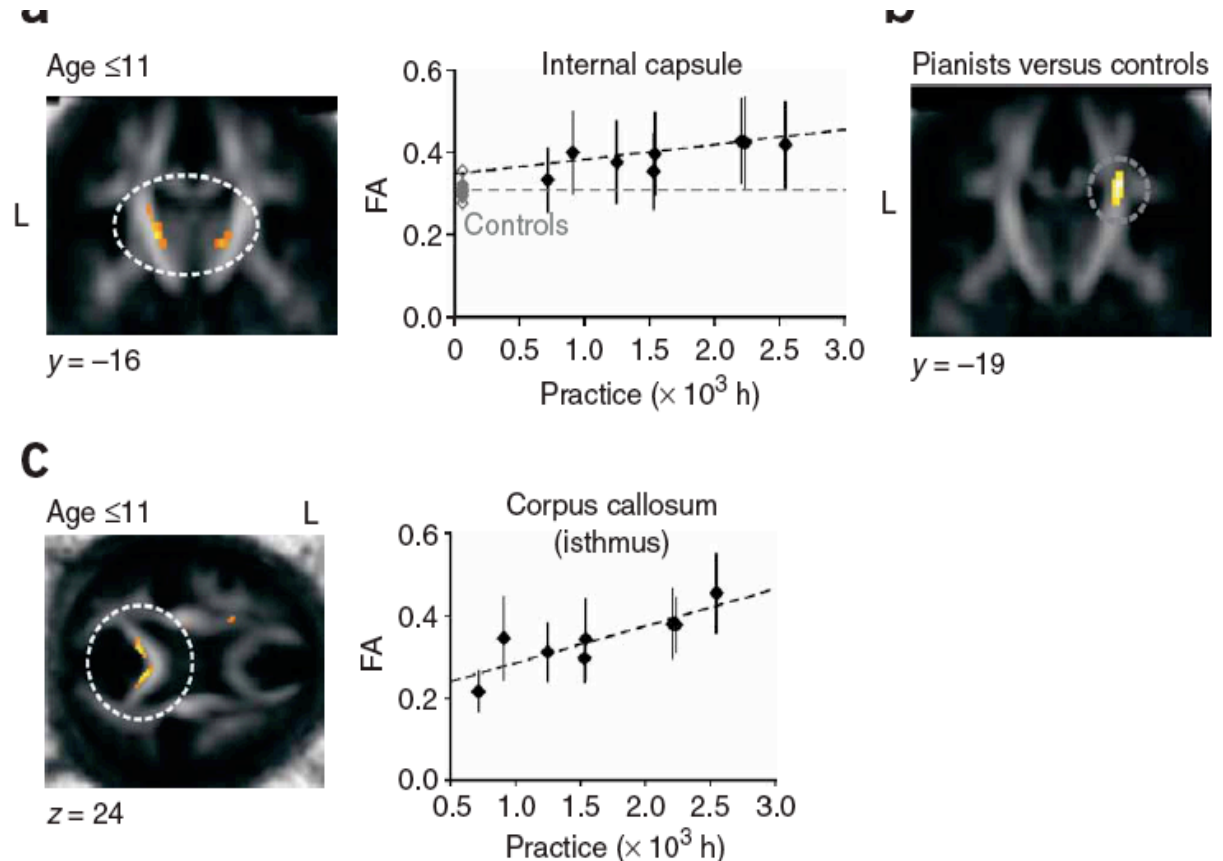 a
b
Age ≤11
Internal capsule
Pianists versus controls
0.6
0.4
0.2
0.0
FA
L
Controls
L
0 0.5 1.0 1.5 2.0 2.5 3.0
Practice (× 10³ h)
y = –16
y = –19
c
Age ≤11 L
Corpus callosum
(isthmus)
0.6
0.4
0.2
0.0
FA
0.5 1.0 1.5 2.0 2.5 3.0
Practice (× 10³ h)
z = 24